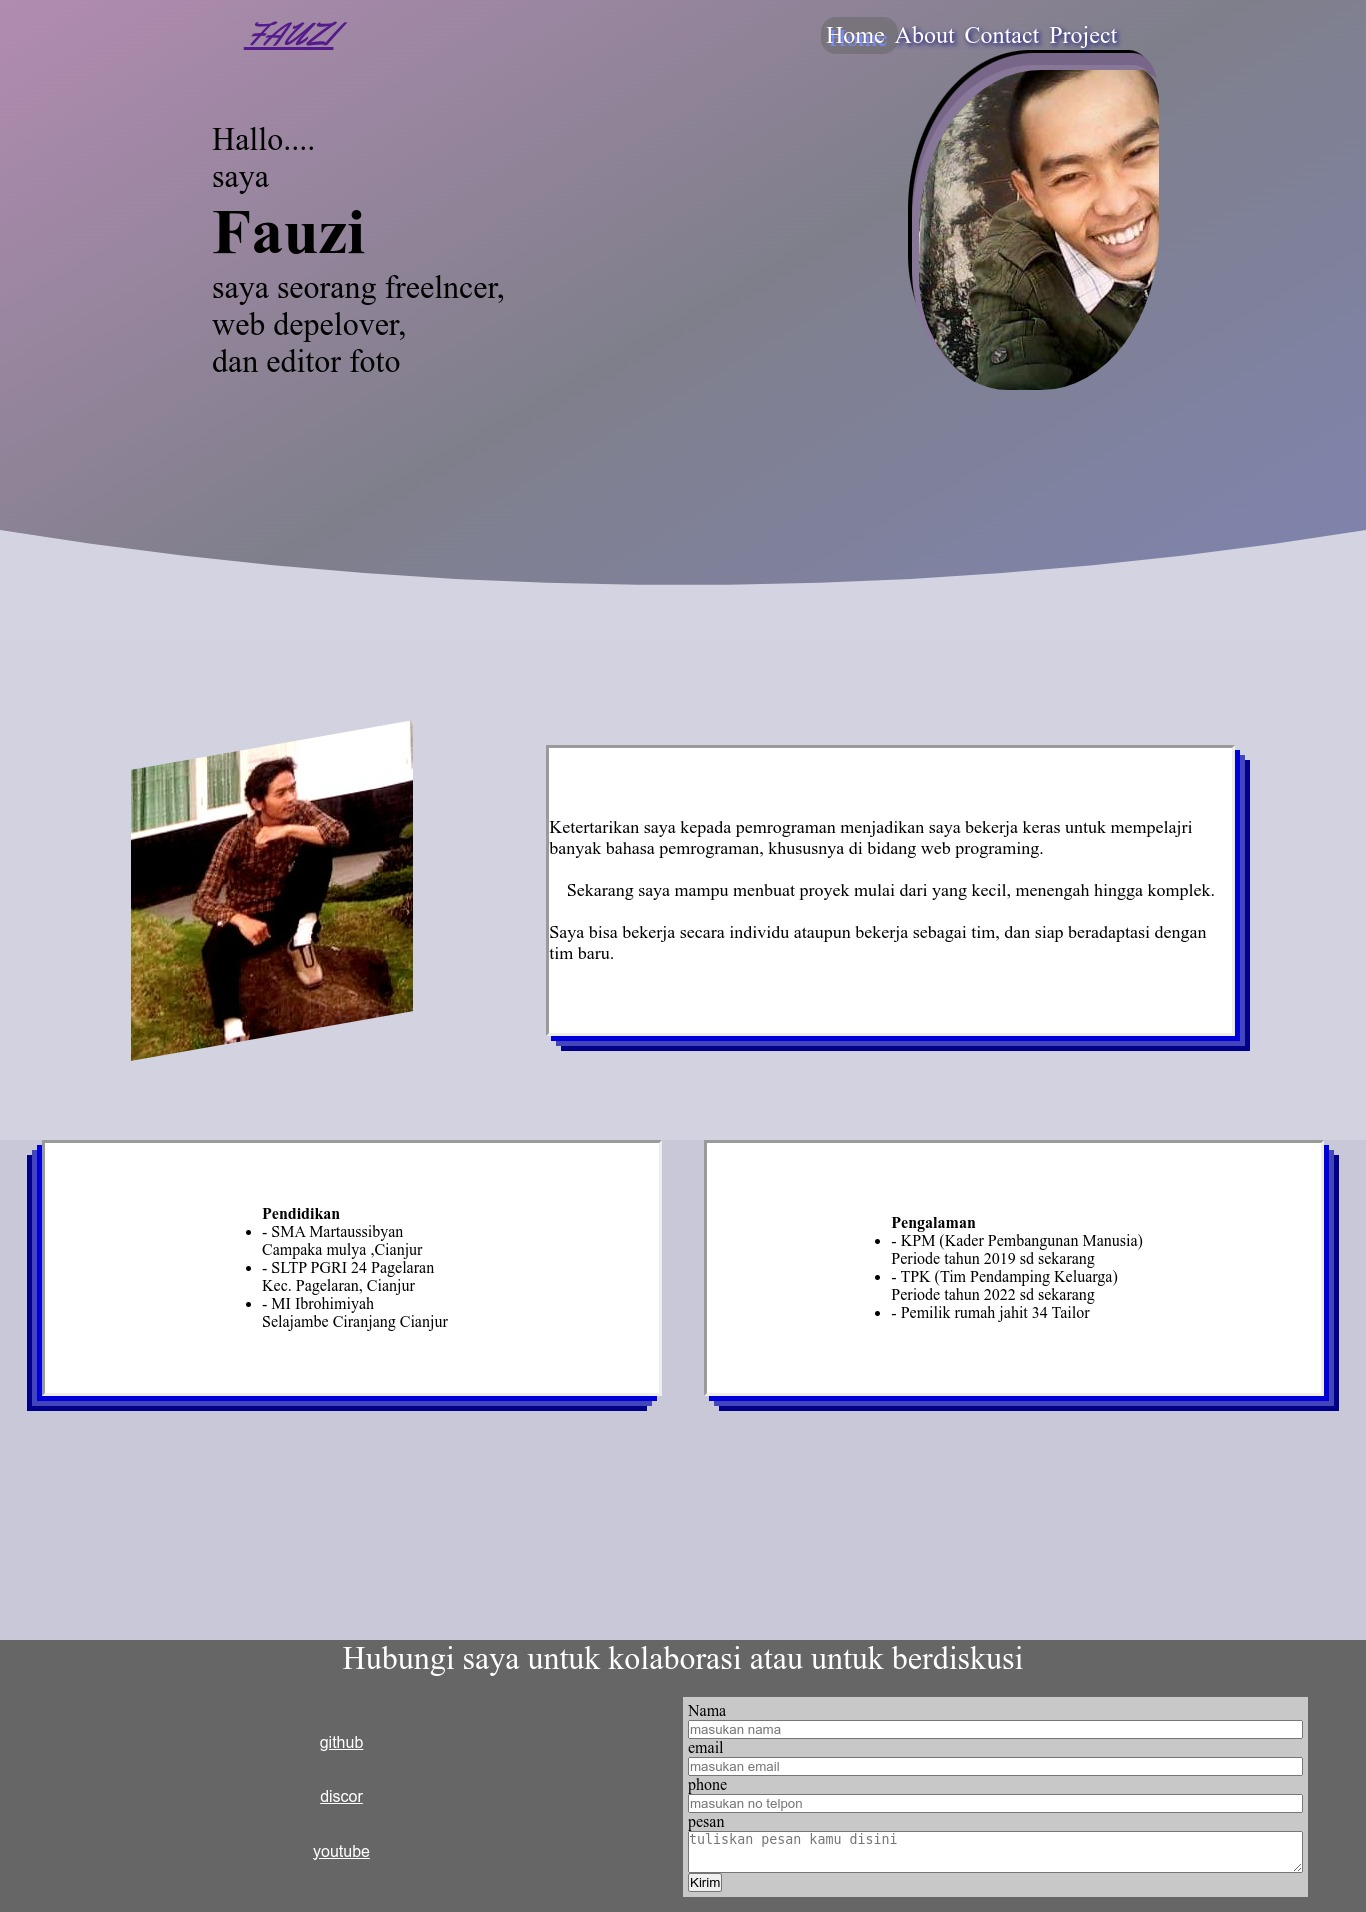 FAUZI
Home About Contact Project
Hallo....
saya
Fauzi
saya seorang freelncer,
web depelover,
dan editor foto
Ketertarikan saya kepada pemrograman menjadikan saya bekerja keras untuk mempelajri
banyak bahasa pemrograman, khususnya di bidang web programing.
Sekarang saya mampu menbuat proyek mulai dari yang kecil, menengah hingga komplek.
Saya bisa bekerja secara individu ataupun bekerja sebagai tim, dan siap beradaptasi dengan
tim baru.
Pendidikan
- SMA Martaussibyan
Campaka mulya ,Cianjur
- SLTP PGRI 24 Pagelaran
Kec. Pagelaran, Cianjur
- MI Ibrohimiyah
Selajambe Ciranjang Cianjur
Pengalaman
- KPM (Kader Pembangunan Manusia)
Periode tahun 2019 sd sekarang
- TPK (Tim Pendamping Keluarga)
Periode tahun 2022 sd sekarang
- Pemilik rumah jahit 34 Tailor
Hubungi saya untuk kolaborasi atau untuk berdiskusi
github
discor
youtube
Nama
masukan nama
email
masukan email
phone
masukan no telpon
pesan
tuliskan pesan kamu disini
Kirim